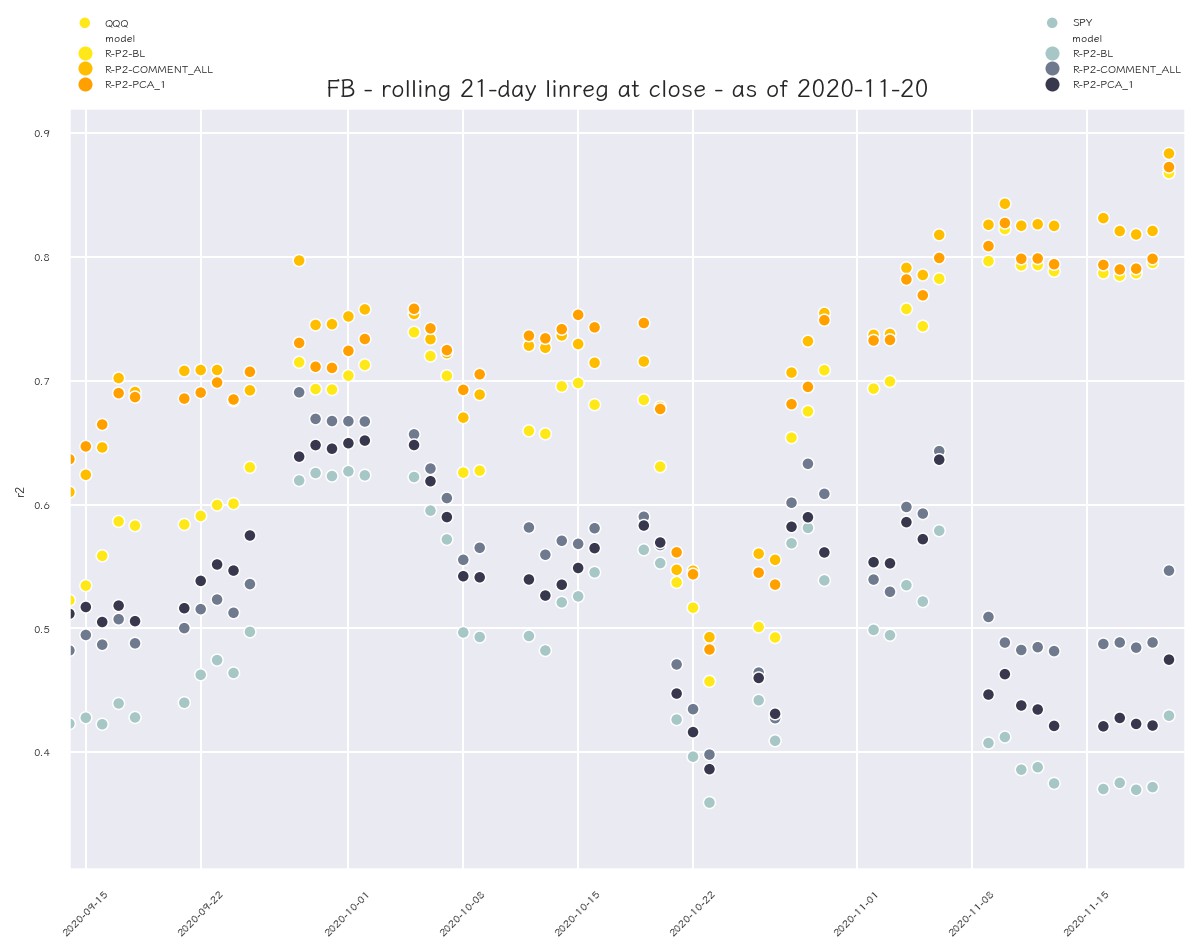 QQQ
model
R-P2-BL
R-P2-COMMENT_ALL
R-P2-PCA_1
SPY
model
R-P2-BL
R-P2-COMMENT_ALL
R-P2-PCA_1
FB - rolling 21-day linreg at close - as of 2020-11-20
0.9
0.8
0.7
0.6
0.5
0.4
r2
2020-09-15
2020-09-22
2020-10-01
2020-10-08
2020-10-15
2020-10-22
2020-11-01
2020-11-08
2020-11-15